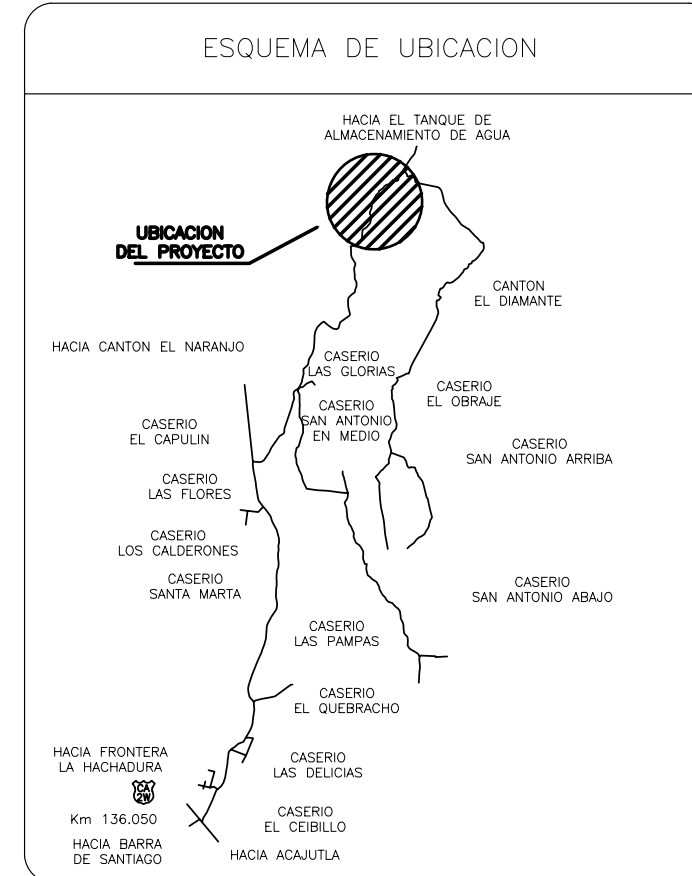 ESQUEMA DE UBICACION
HACIA EL TANQUE DE
ALMACENAMIENTO DE AGUA
UBICACION
DEL PROYECTO
CANTON
EL DIAMANTE
HACIA CANTON EL NARANJO
CASERIO
LAS GLORIAS
CASERIO
EL OBRAJE
CASERIO
SAN ANTONIO
EN MEDIO
CASERIO
EL CAPULIN
CASERIO
SAN ANTONIO ARRIBA
CASERIO
LAS FLORES
CASERIO
LOS CALDERONES
CASERIO
SANTA MARTA
CASERIO
SAN ANTONIO ABAJO
CASERIO
LAS PAMPAS
CASERIO
EL QUEBRACHO
HACIA FRONTERA
LA HACHADURA
CASERIO
LAS DELICIAS
CA
2W
Km 136.050
CASERIO
EL CEIBILLO
HACIA BARRA
DE SANTIAGO
HACIA ACAJUTLA